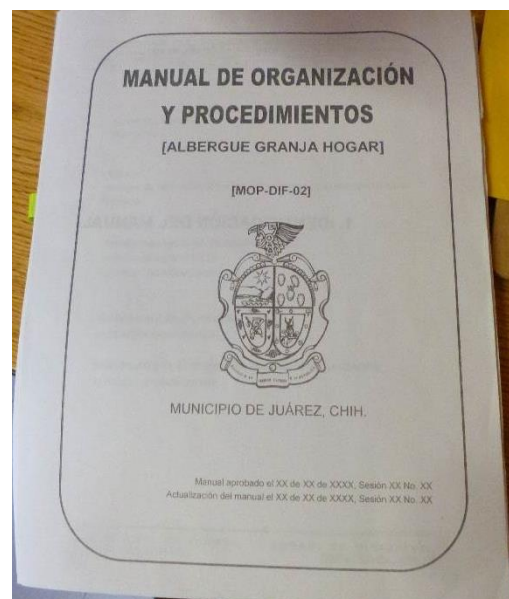 MANUAL DE ORGANIZACIÓN
Y PROCEDIMIENTOS
[ALBERGUE GRANJA HOGAR]
[MOP-DIF-02]
MUNICIPIO DE JUÁREZ, CHIH.
Manual aprobado el XX de XX de XXXX, Sesión XX No. XX
Actualización del manual el XX de XX de XXXX, Sesión XX No. XX